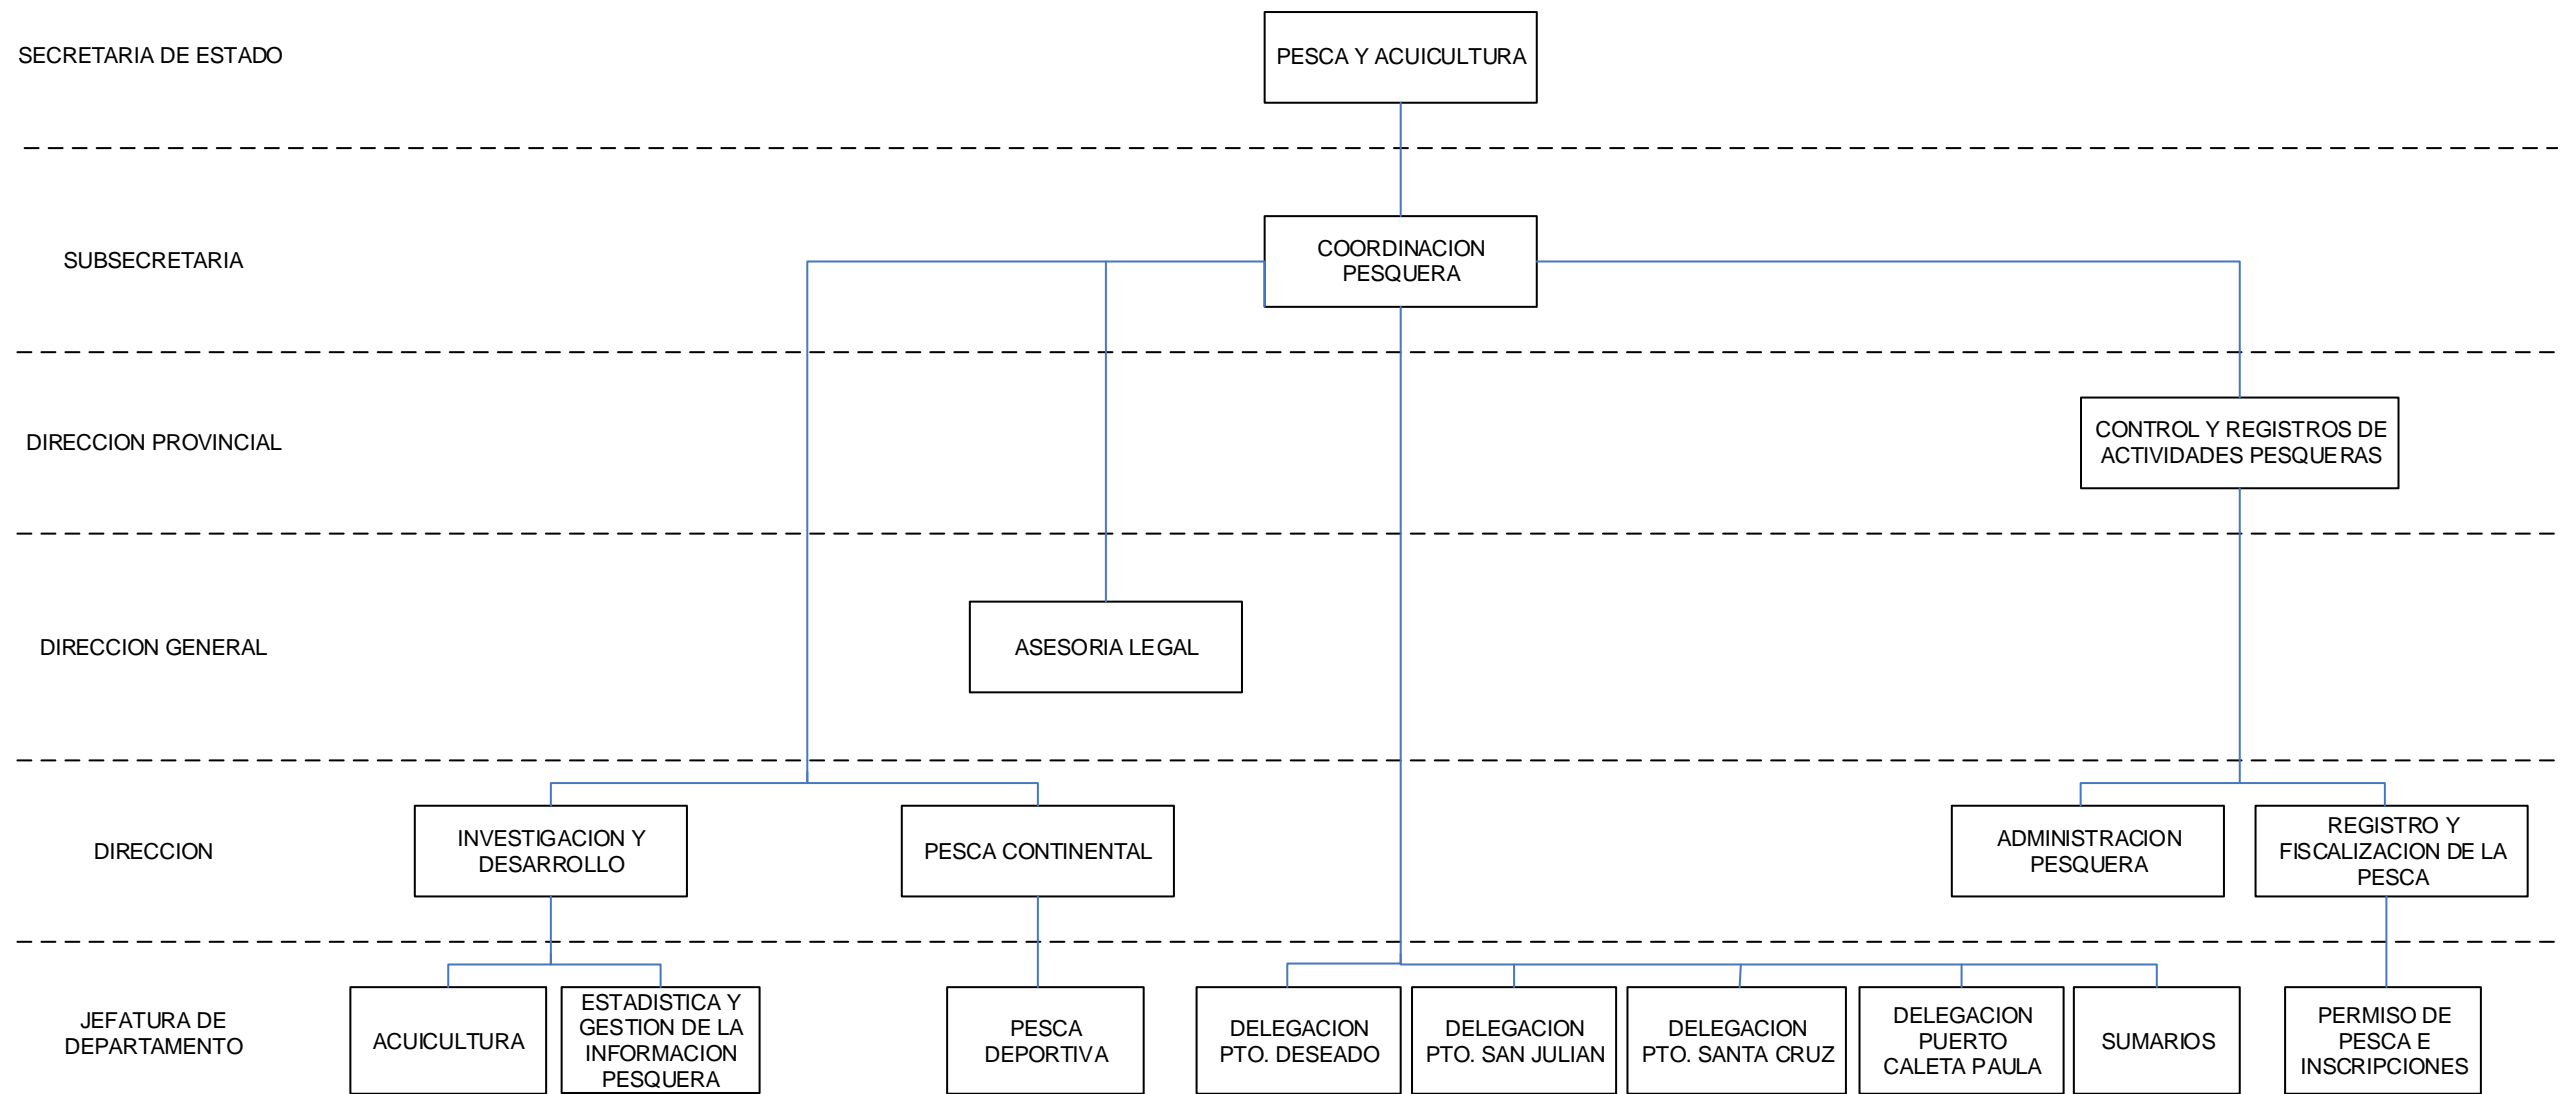 SECRETARIA DE ESTADO
PESCA Y ACUICULTURA
SUBSECRETARIA
COORDINACION
PESQUERA
DIRECCION PROVINCIAL
CONTROL Y REGISTROS DE
ACTIVIDADES PESQUERAS
DIRECCION GENERAL
ASESORIA LEGAL
DIRECCION
INVESTIGACION Y
DESARROLLO
PESCA CONTINENTAL
ADMINISTRACION
PESQUERA
REGISTRO Y
FISCALIZACION DE LA
PESCA
JEFATURA DE
DEPARTAMENTO
ACUICULTURA
ESTADISTICA Y
GESTION DE LA
INFORMACION
PESQUERA
PESCA
DEPORTIVA
DELEGACION
PTO. DESEADO
DELEGACION
PTO. SAN JULIAN
DELEGACION
PTO. SANTA CRUZ
DELEGACION
PUERTO
CALETA PAULA
SUMARIOS
PERMISO DE
PESCA E
INSCRIPCIONES